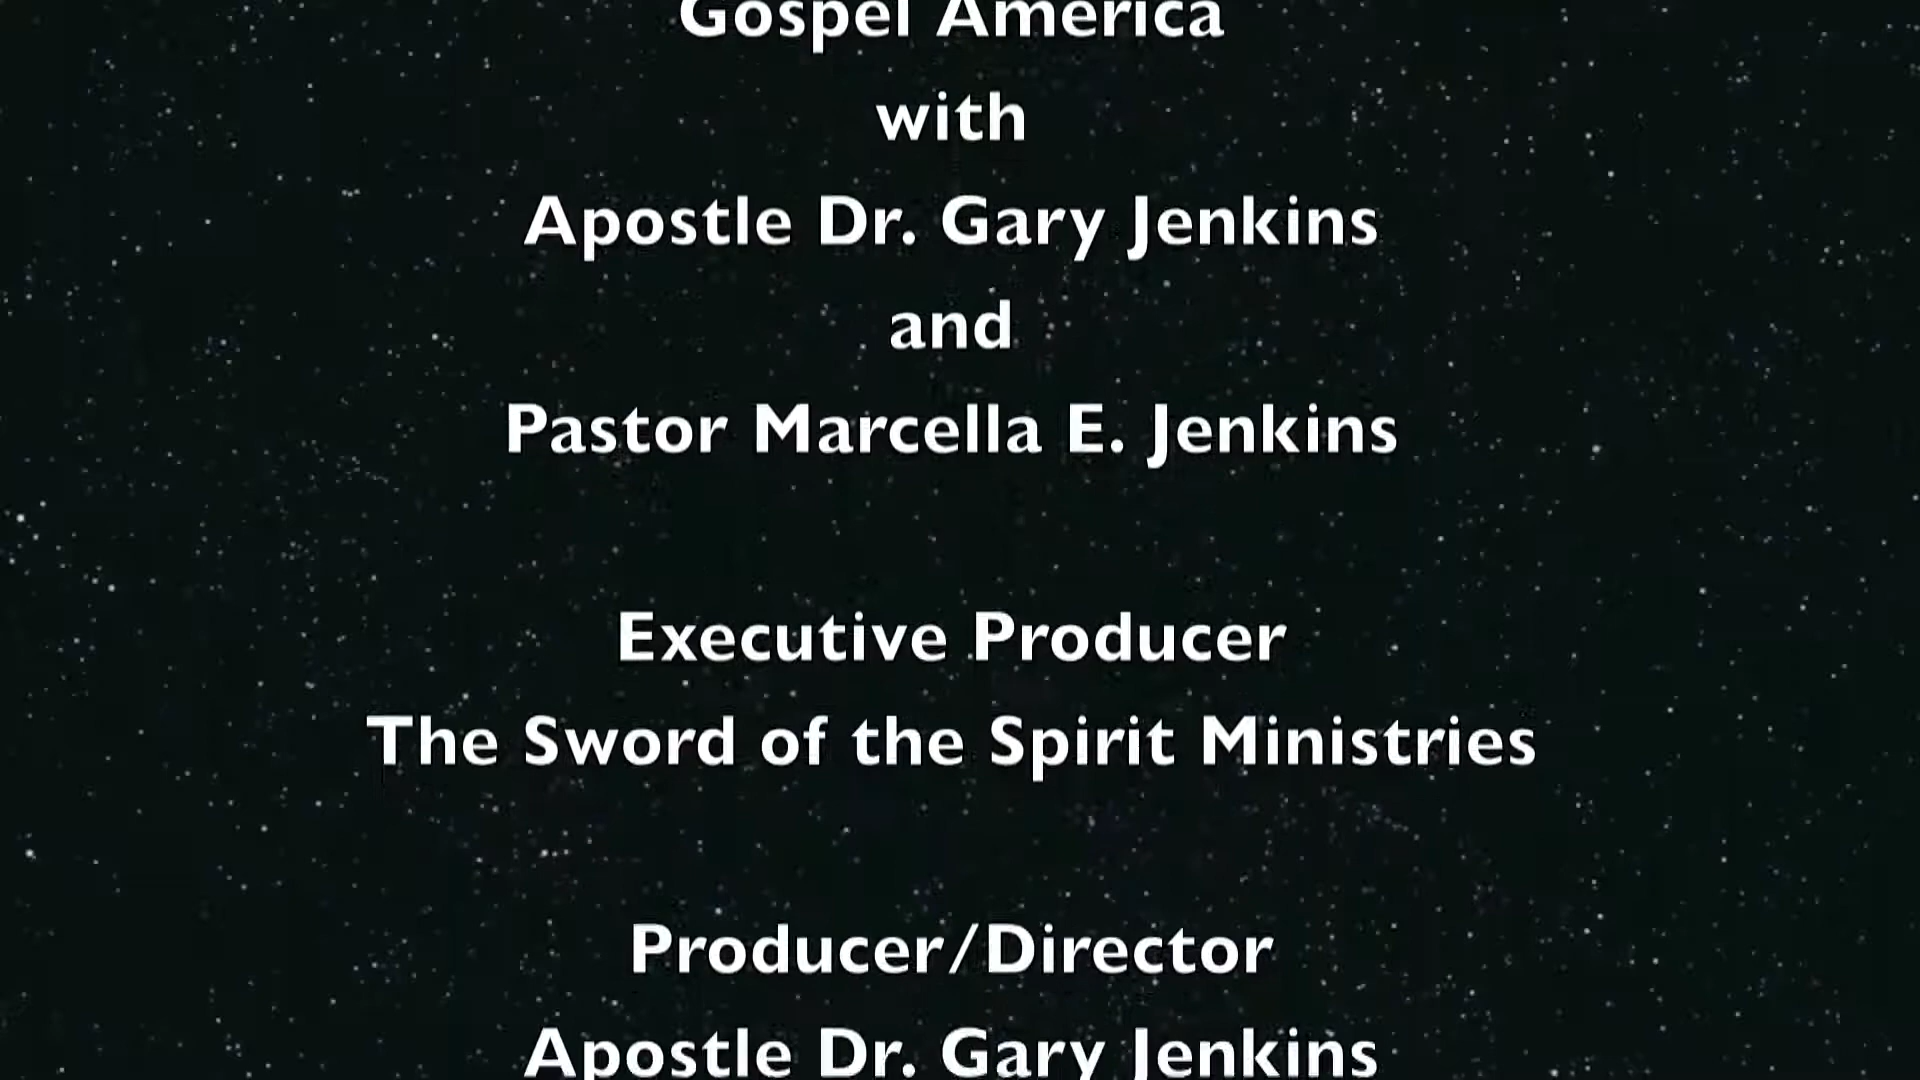 Gospel America
with
Apostle Dr. Gary Jenkins
and
Pastor Marcella E. Jenkins
Executive Producer
The Sword of the Spirit Ministries
Producer/Director
Apostle Dr. Gary Jenkins